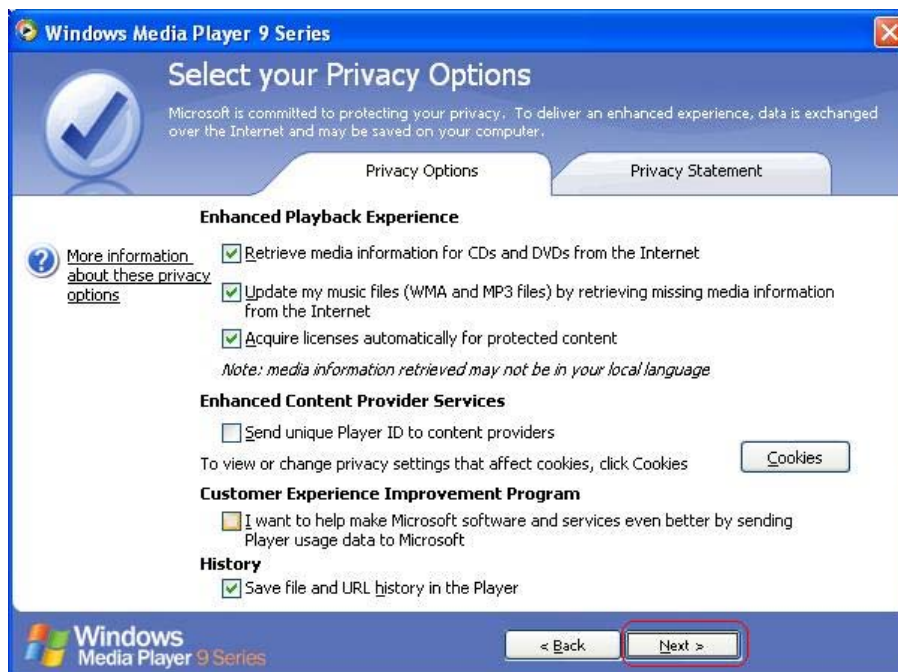 Windows Media Player 9 Series
Select your Privacy Options
Microsoft is committed to protecting your privacy. To deliver an enhanced experience, data is exchanged
over the Internet and may be saved on your computer.
Privacy Options
Privacy Statement
More information
about these privacy
options
Enhanced Playback Experience
Retrieve media information for CDs and DVDs from the Internet
Update my music files (WMA and MP3 files) by retrieving missing media information
from the Internet
Acquire licenses automatically for protected content
Note: media information retrieved may not be in your local language
Enhanced Content Provider Services
Send unique Player ID to content providers
To view or change privacy settings that affect cookies, click Cookies
Cookies
Customer Experience Improvement Program
I want to help make Microsoft software and services even better by sending
Player usage data to Microsoft
History
Save file and URL history in the Player
Windows
Media Player 9 Series
< Back
Next >